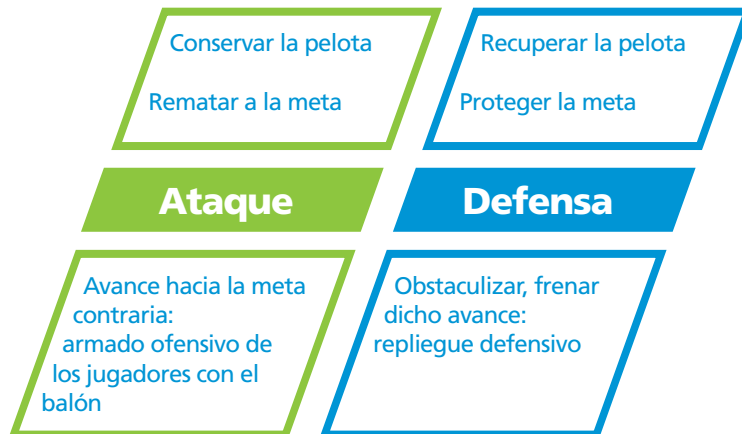 Conservar la pelota
Rematar a la meta
Recuperar la pelota
Proteger la meta
Ataque
Defensa
Avance hacia la meta
contraria:
armado ofensivo de
los jugadores con el
balón
Obstaculizar, frenar
dicho avance:
repliegue defensivo